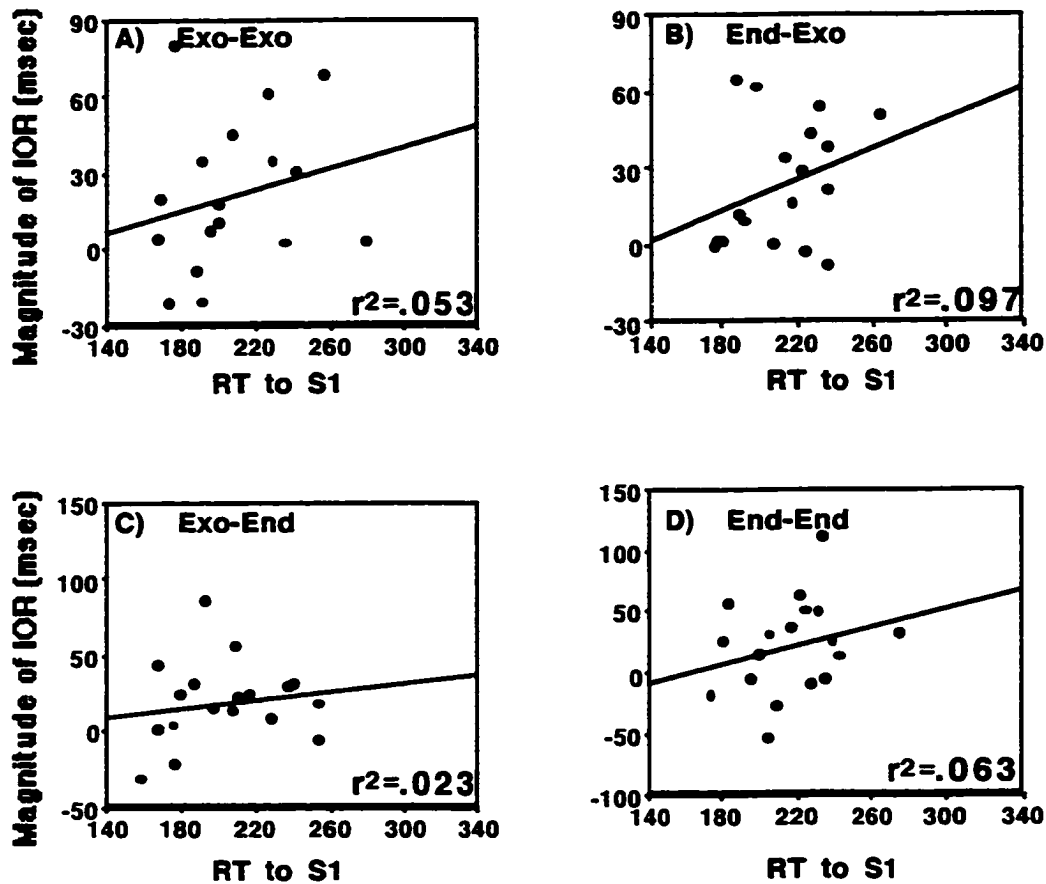 Magnitude of IOR (msec)
90
60
30
0
-30
A) Exo-Exo
r²=.053
140 180 220 260 300 340
RT to S1
90
60
30
0
-30
B) End-Exo
r²=.097
140 180 220 260 300 340
RT to S1
Magnitude of IOR (msec)
150
100
50
0
-50
C) Exo-End
r²=.023
140 180 220 260 300 340
RT to S1
150
100
50
0
-50
-100
D) End-End
r²=.063
140 180 220 260 300 340
RT to S1